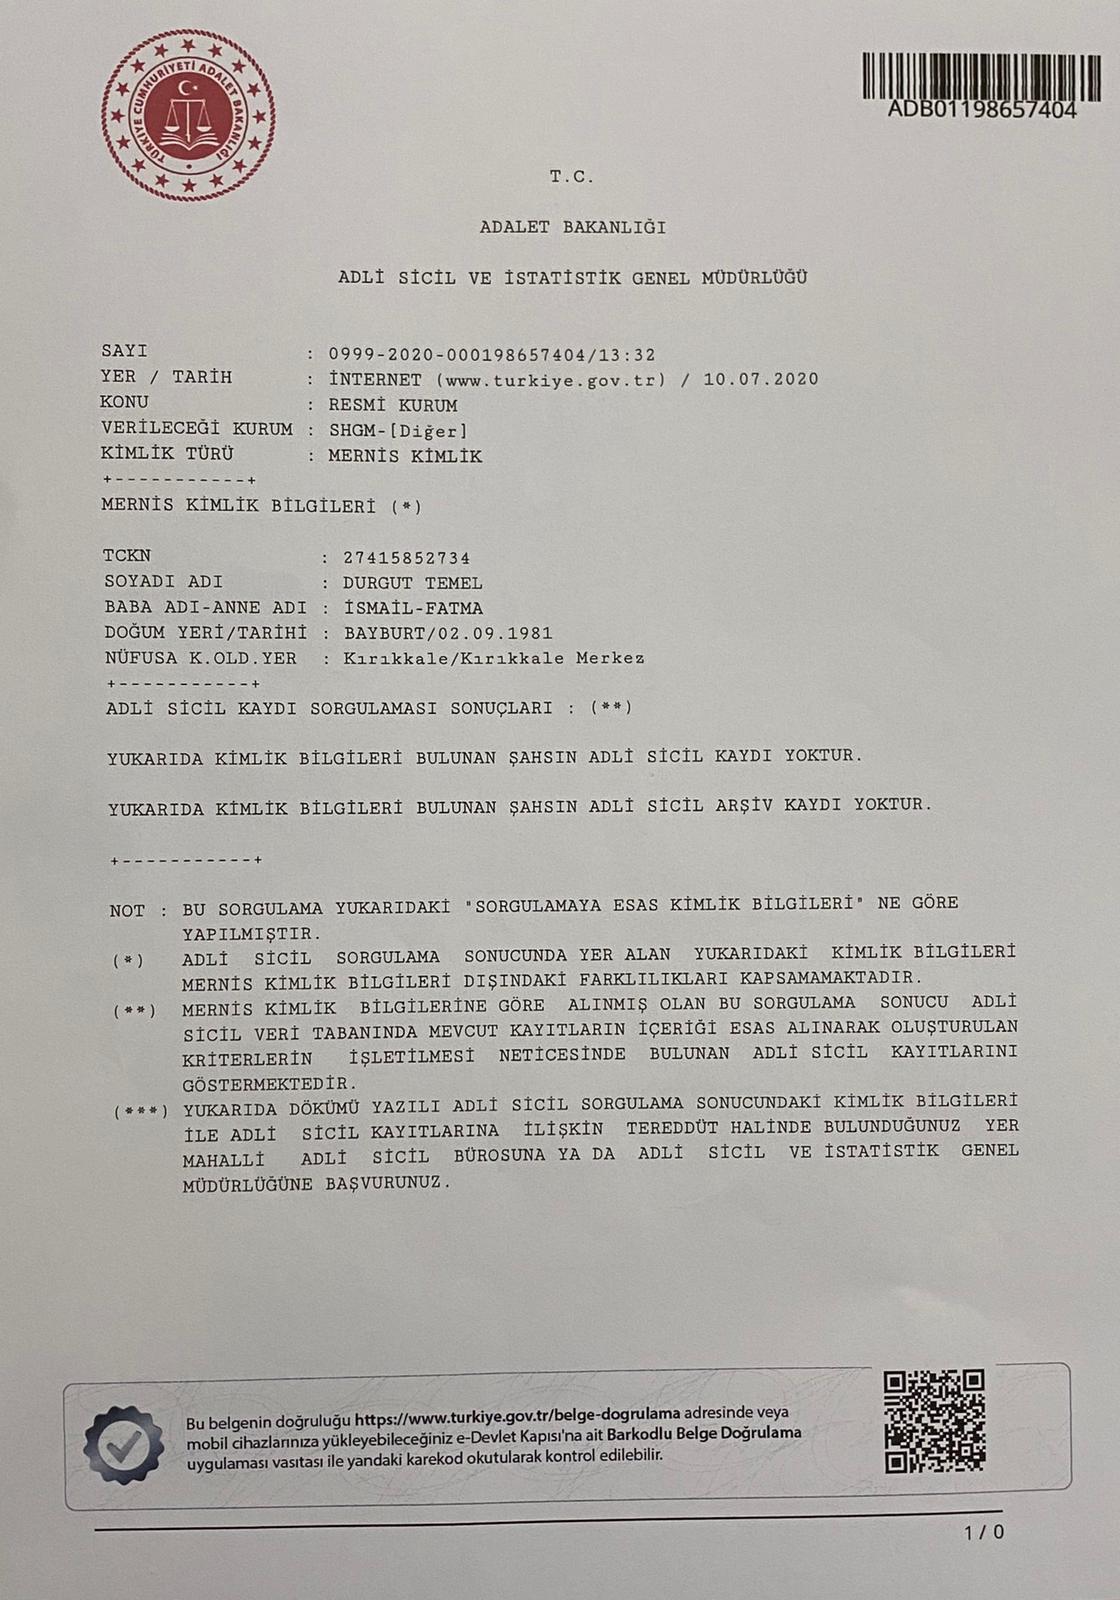 TÜRKİYE CUMHURİYETİ ADALET BAKANLIĞI
ADB01198657404
T.C.
ADALET BAKANLIĞI
ADLİ SİCİL VE İSTATİSTİK GENEL MÜDÜRLÜĞÜ
SAYI : 0999-2020-000198657404/13:32
YER / TARİH : İNTERNET (www.turkiye.gov.tr) / 10.07.2020
KONU : RESMİ KURUM
VERİLECEĞİ KURUM : SHGM-[Diğer]
KİMLİK TÜRÜ : MERNİS KİMLİK
+-----------+
MERNİS KİMLİK BİLGİLERİ (*)
TCKN : 27415852734
SOYADI ADI : DURGUT TEMEL
BABA ADI-ANNE ADI : İSMAİL-FATMA
DOĞUM YERİ/TARİHİ : BAYBURT/02.09.1981
NÜFUSA K.OLD.YER : Kırıkkale/Kırıkkale Merkez
+-----------+
ADLİ SİCİL KAYDI SORGULAMASI SONUÇLARI : (**)
YUKARIDA KİMLİK BİLGİLERİ BULUNAN ŞAHSIN ADLİ SİCİL KAYDI YOKTUR.
YUKARIDA KİMLİK BİLGİLERİ BULUNAN ŞAHSIN ADLİ SİCİL ARŞİV KAYDI YOKTUR.
+-----------+
NOT : BU SORGULAMA YUKARIDAKİ "SORGULAMAYA ESAS KİMLİK BİLGİLERİ" NE GÖRE
YAPILMIŞTIR.
(*) ADLİ SİCİL SORGULAMA SONUCUNDA YER ALAN YUKARIDAKİ KİMLİK BİLGİLERİ
MERNİS KİMLİK BİLGİLERİ DIŞINDAKİ FARKLILIKLARI KAPSAMAMAKTADIR.
(**) MERNİS KİMLİK BİLGİLERİNE GÖRE ALINMIŞ OLAN BU SORGULAMA SONUCU ADLİ
SİCİL VERİ TABANINDA MEVCUT KAYITLARIN İÇERİĞİ ESAS ALINARAK OLUŞTURULAN
KRİTERLERİN İŞLETİLMESİ NETİCESİNDE BULUNAN ADLİ SİCİL KAYITLARINI
GÖSTERMEKTEDİR.
(***) YUKARIDA DÖKÜMÜ YAZILI ADLİ SİCİL SORGULAMA SONUCUNDAKİ KİMLİK BİLGİLERİ
İLE ADLİ SİCİL KAYITLARINA İLİŞKİN TEREDDÜT HALİNDE BULUNDUĞUNUZ YER
MAHALLİ ADLİ SİCİL BÜROSUNA YA DA ADLİ SİCİL VE İSTATİSTİK GENEL
MÜDÜRLÜĞÜNE BAŞVURUNUZ.
Bu belgenin doğruluğu https://www.turkiye.gov.tr/belge-dogrulama adresinde veya
mobil cihazlarınıza yükleyebileceğiniz e-Devlet Kapısı'na ait Barkodlu Belge Doğrulama
uygulaması vasıtası ile yandaki karekod okutularak kontrol edilebilir.
1 / 0